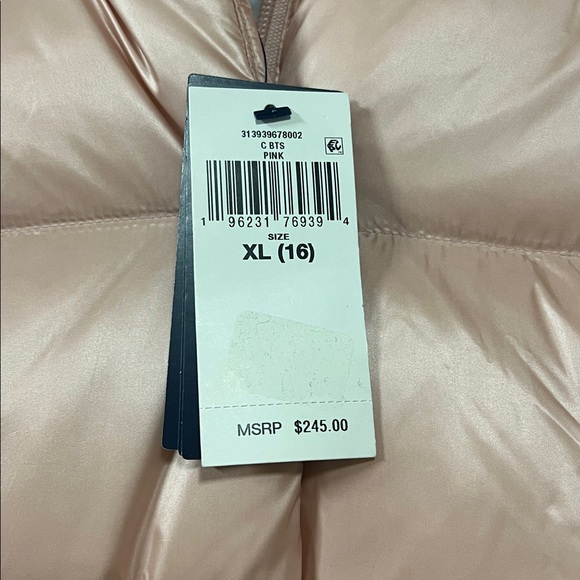 313939678002
C BTS
PINK
1 96231 76939 4
SIZE
XL (16)
MSRP $245.00